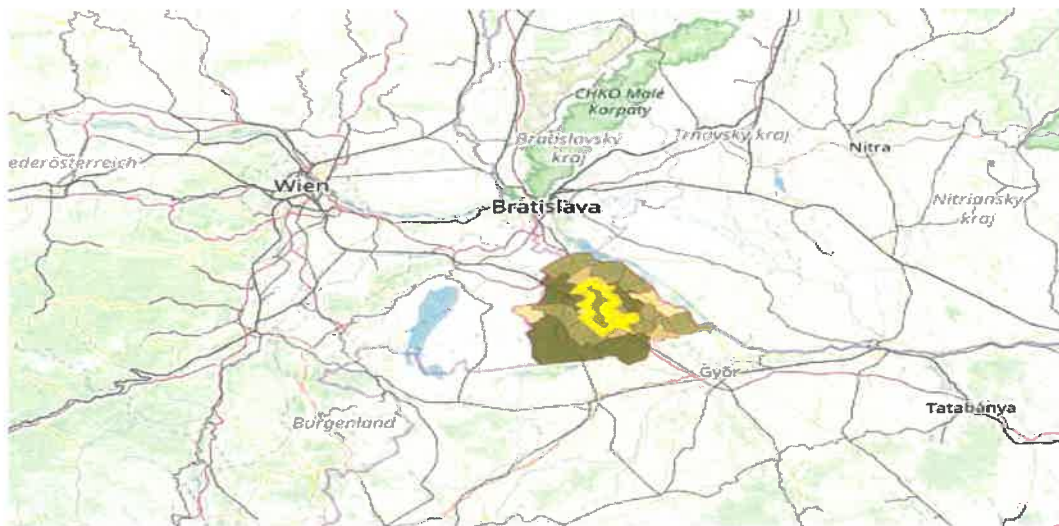 CHKO Malé
Karpaty
Bratislavský
kraj
Trnavský kraj
Nitra
ederösterreich
Wien
Bratislava
Nitriansky
kraj
Győr
Tatabánya
Burgenland